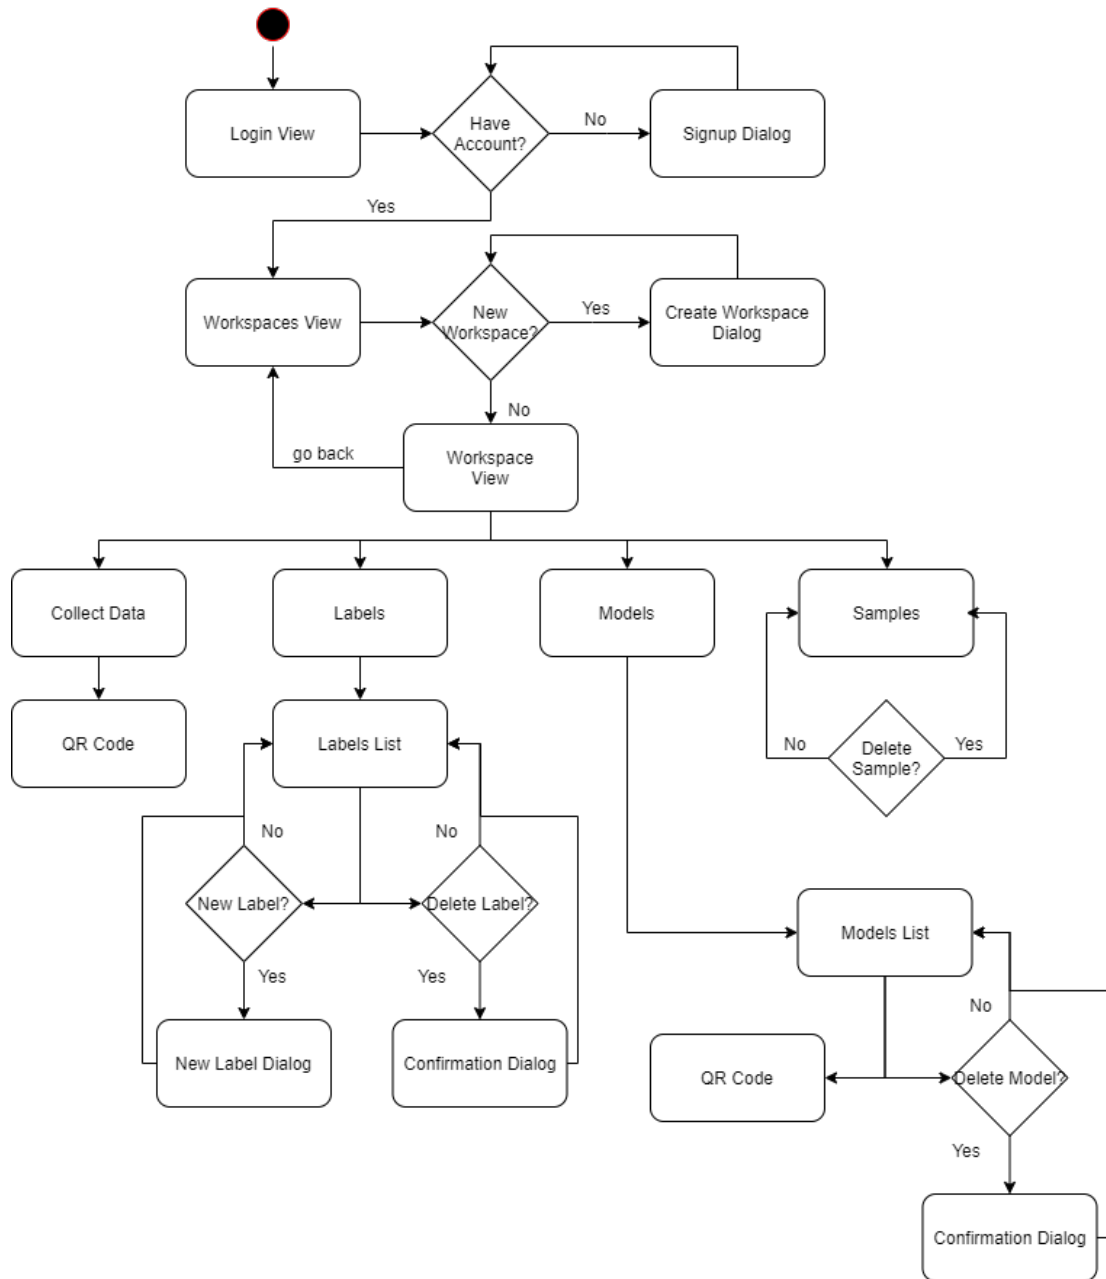 Login View
Have
Account?
No
Signup Dialog
Yes
Workspaces View
New
Workspace?
Yes
Create Workspace
Dialog
No
go back
Workspace
View
Collect Data
Labels
Models
Samples
QR Code
Labels List
No
Delete
Sample?
Yes
No
No
New Label?
Delete Label?
Models List
Yes
Yes
No
New Label Dialog
Confirmation Dialog
QR Code
Delete Model?
Yes
Confirmation Dialog